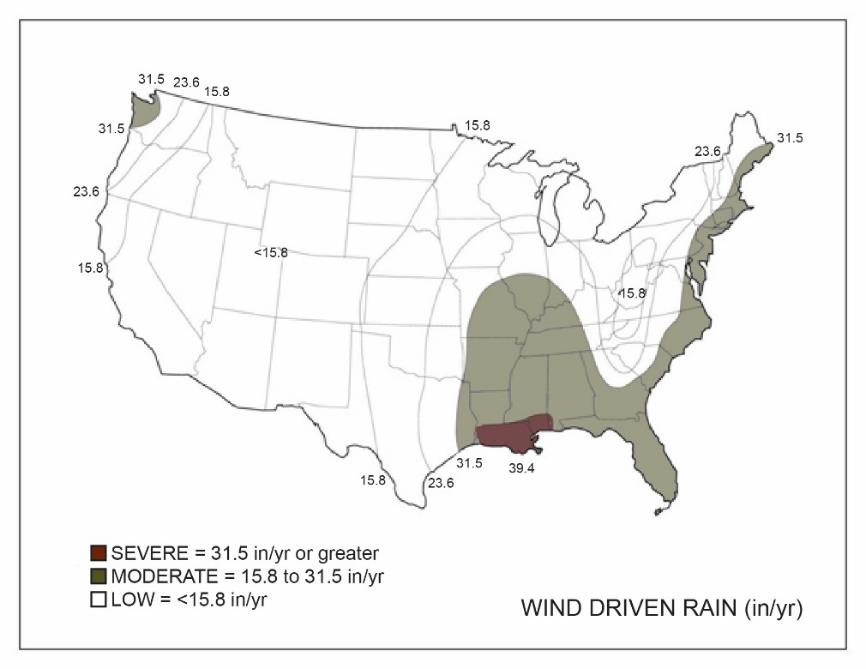 31.5 23.6 15.8
31.5
15.8
23.6
31.5
23.6
<15.8
15.8
<15.8
15.8 23.6 31.5 39.4
SEVERE = 31.5 in/yr or greater
MODERATE = 15.8 to 31.5 in/yr
LOW = <15.8 in/yr
WIND DRIVEN RAIN (in/yr)